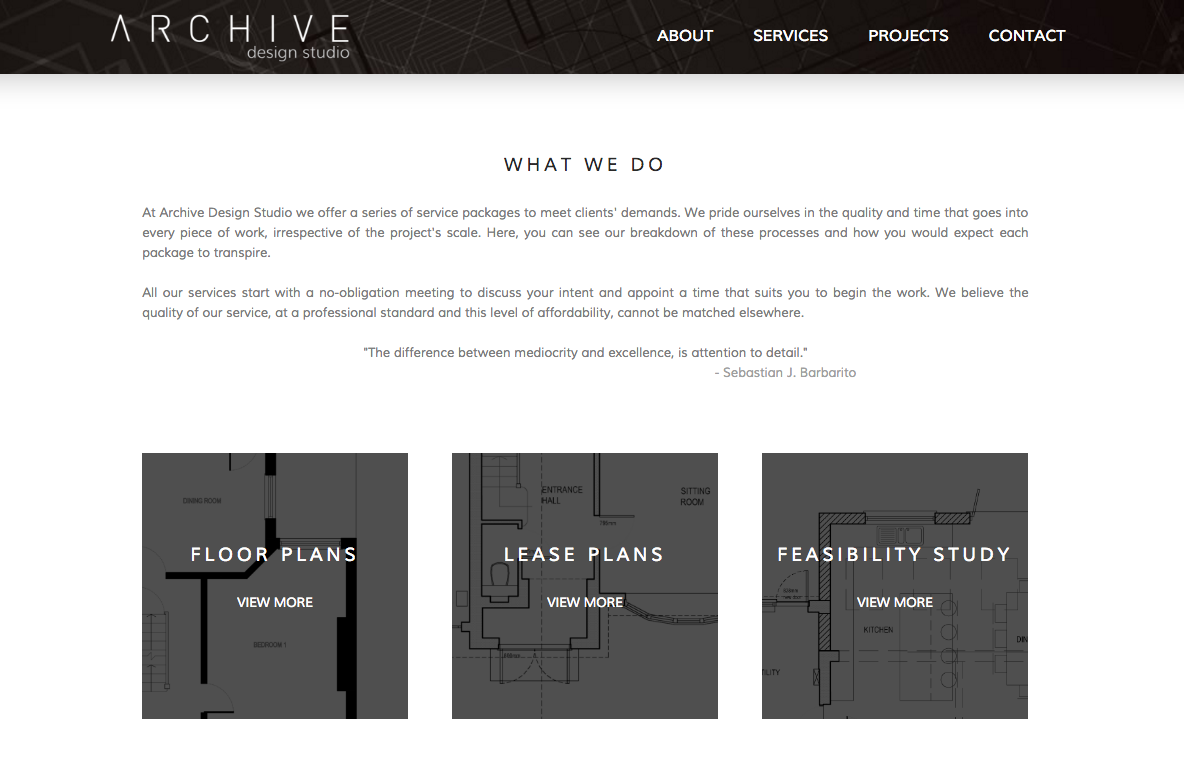 ARCHIVE
design studio
ABOUT SERVICES PROJECTS CONTACT
WHAT WE DO
At Archive Design Studio we offer a series of service packages to meet clients' demands. We pride ourselves in the quality and time that goes into
every piece of work, irrespective of the project's scale. Here, you can see our breakdown of these processes and how you would expect each
package to transpire.
All our services start with a no-obligation meeting to discuss your intent and appoint a time that suits you to begin the work. We believe the
quality of our service, at a professional standard and this level of affordability, cannot be matched elsewhere.
"The difference between mediocrity and excellence, is attention to detail."
- Sebastian J. Barbarito
DINING ROOM
FLOOR PLANS
VIEW MORE
BEDROOM 1
ENTRANCE
HALL
SITTING
ROOM
LEASE PLANS
VIEW MORE
FEASIBILITY STUDY
VIEW MORE
KITCHEN
DIN
ILITY